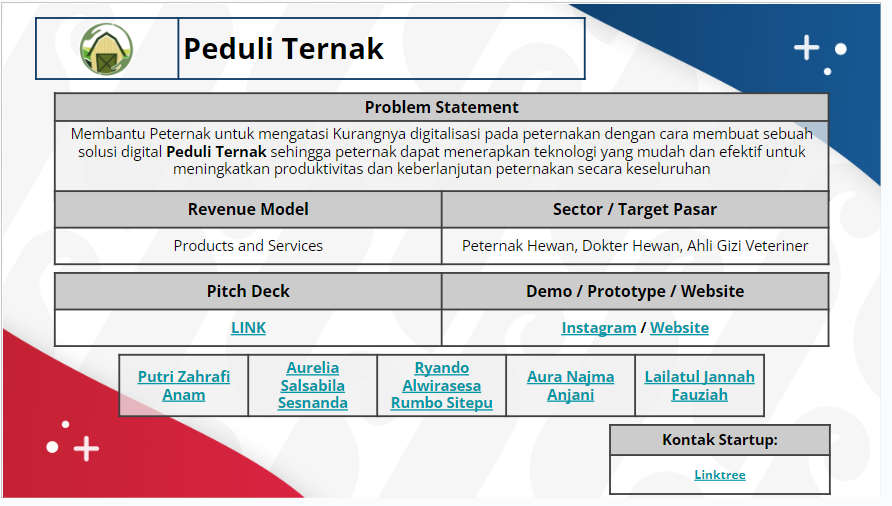 Peduli Ternak
Problem Statement
Membantu Peternak untuk mengatasi Kurangnya digitalisasi pada peternakan dengan cara membuat sebuah
solusi digital Peduli Ternak sehingga peternak dapat menerapkan teknologi yang mudah dan efektif untuk
meningkatkan produktivitas dan keberlanjutan peternakan secara keseluruhan
Revenue Model
Sector / Target Pasar
Products and Services
Peternak Hewan, Dokter Hewan, Ahli Gizi Veteriner
Pitch Deck
Demo / Prototype / Website
LINK
Instagram / Website
Putri Zahrafi
Anam
Aurelia
Salsabila
Sesnanda
Ryando
Alwirasesa
Rumbo Sitepu
Aura Najma
Anjani
Lailatul Jannah
Fauziah
Kontak Startup:
Linktree